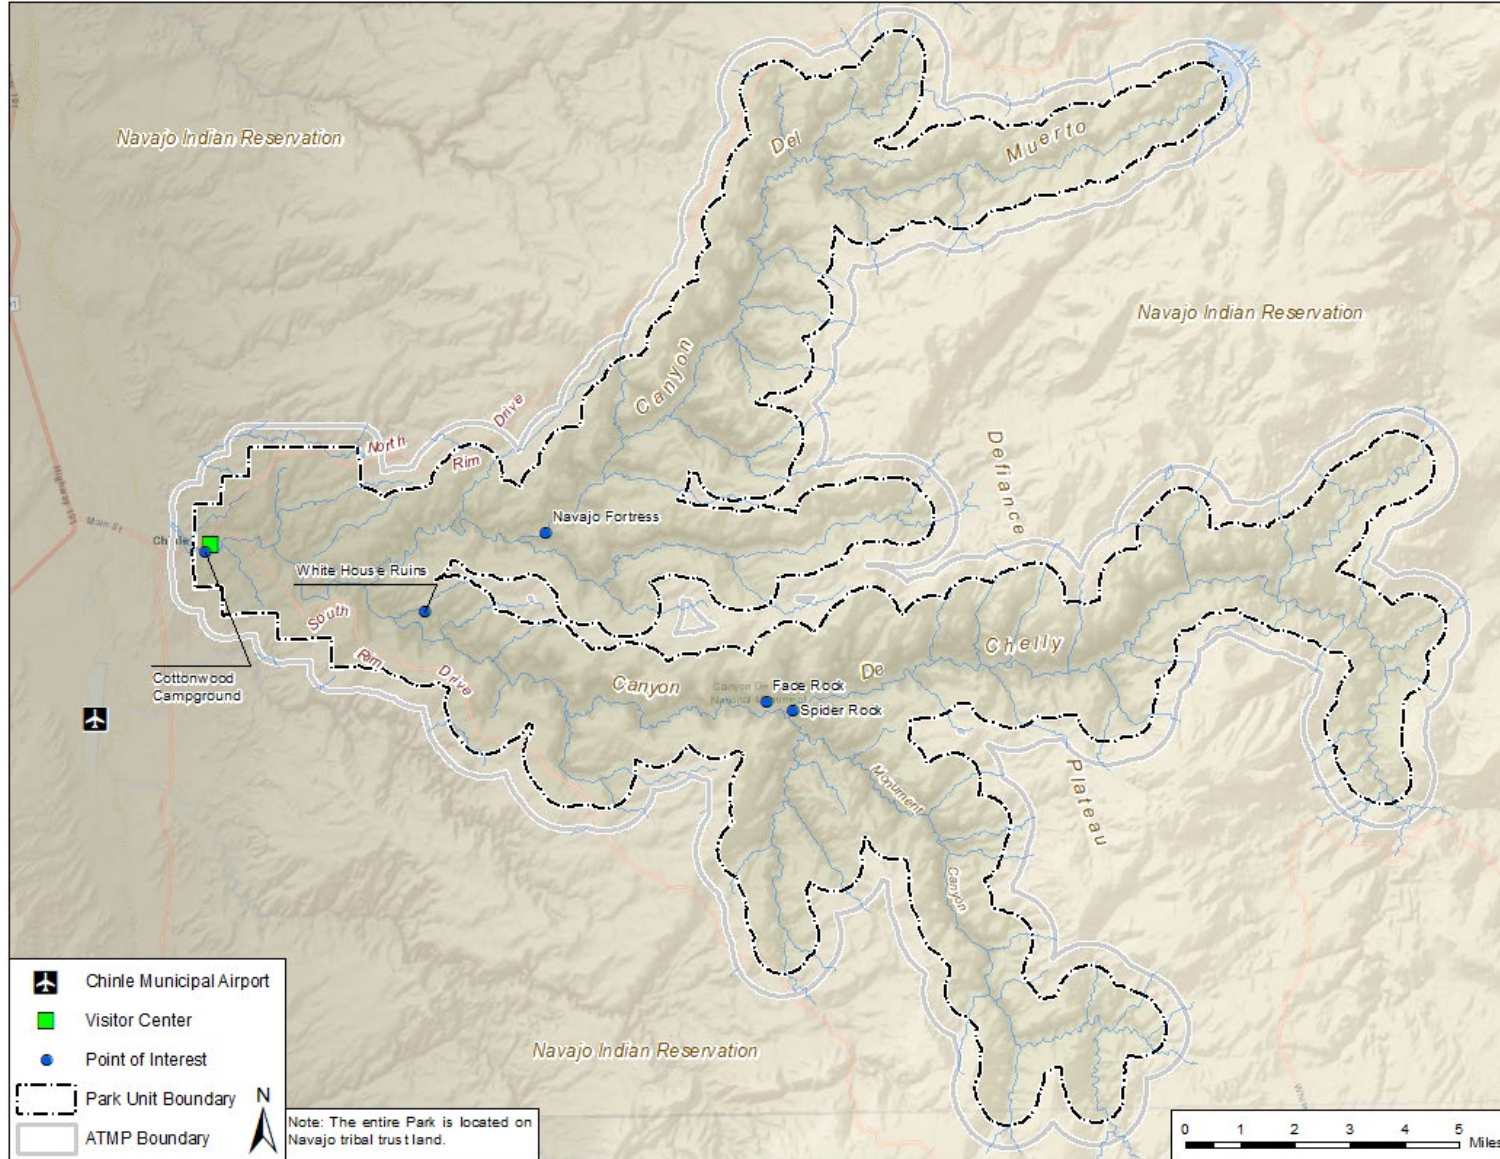 Del
Muerto
Navajo Indian Reservation
Navajo Indian Reservation
Canyon
North
Rim
Drive
Defiance
Highway 191
Main St
Chinle
Navajo Fortress
White House Ruins
South
Rim
Drive
Canyon
De
Chelly
Cottonwood
Campground
Face Rock
Spider Rock
Monument
Canyon
Plateau
Navajo Indian Reservation
Chinle Municipal Airport
Visitor Center
Point of Interest
Park Unit Boundary
ATMP Boundary
N
Note: The entire Park is located on
Navajo tribal trust land.
0 1 2 3 4 5
Miles